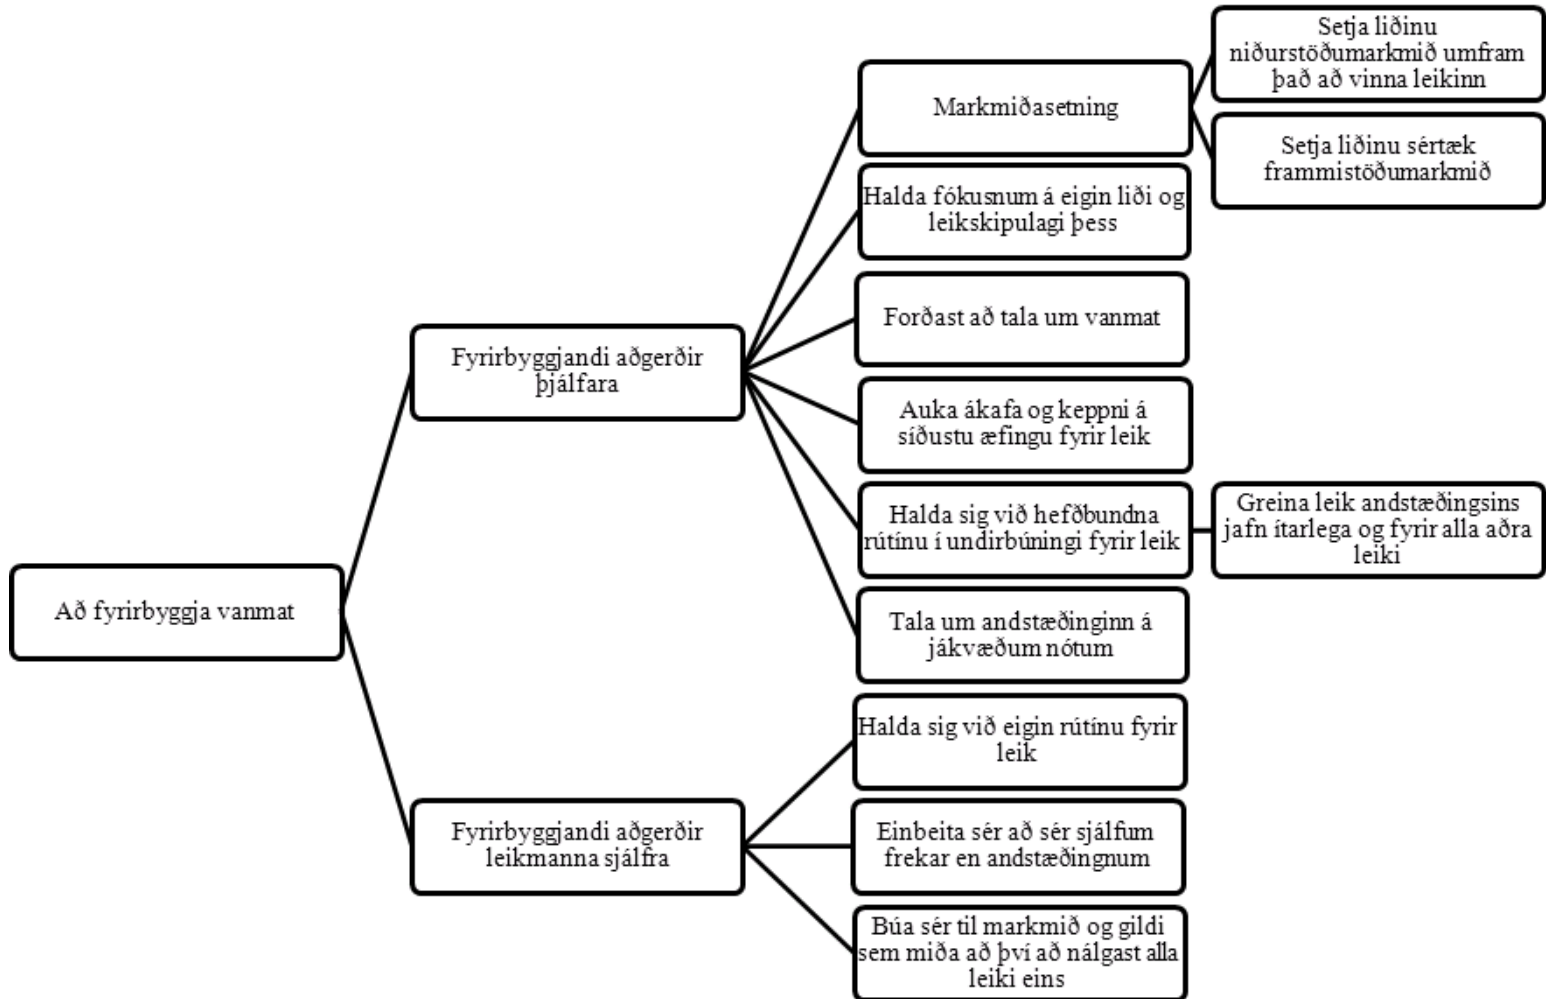 Að fyrirbyggja vanmat
Fyrirbyggjandi aðgerðir
þjálfara
Markmiðasetning
Setja liðinu
niðurstöðumarkmið umfram
það að vinna leikinn
Setja liðinu sértæk
frammistöðumarkmið
Halda fókusnum á eigin liði og
leikskipulagi þess
Forðast að tala um vanmat
Auka ákafa og keppni á
síðustu æfingu fyrir leik
Halda sig við hefðbundna
rútínu í undirbúningi fyrir leik
Greina leik andstæðingsins
jafn ítarlega og fyrir alla aðra
leiki
Tala um andstæðinginn á
jákvæðum nótum
Fyrirbyggjandi aðgerðir
leikmanna sjálfra
Halda sig við eigin rútínu fyrir
leik
Einbeita sér að sér sjálfum
frekar en andstæðingnum
Búa sér til markmið og gildi
sem miða að því að nálgast alla
leiki eins